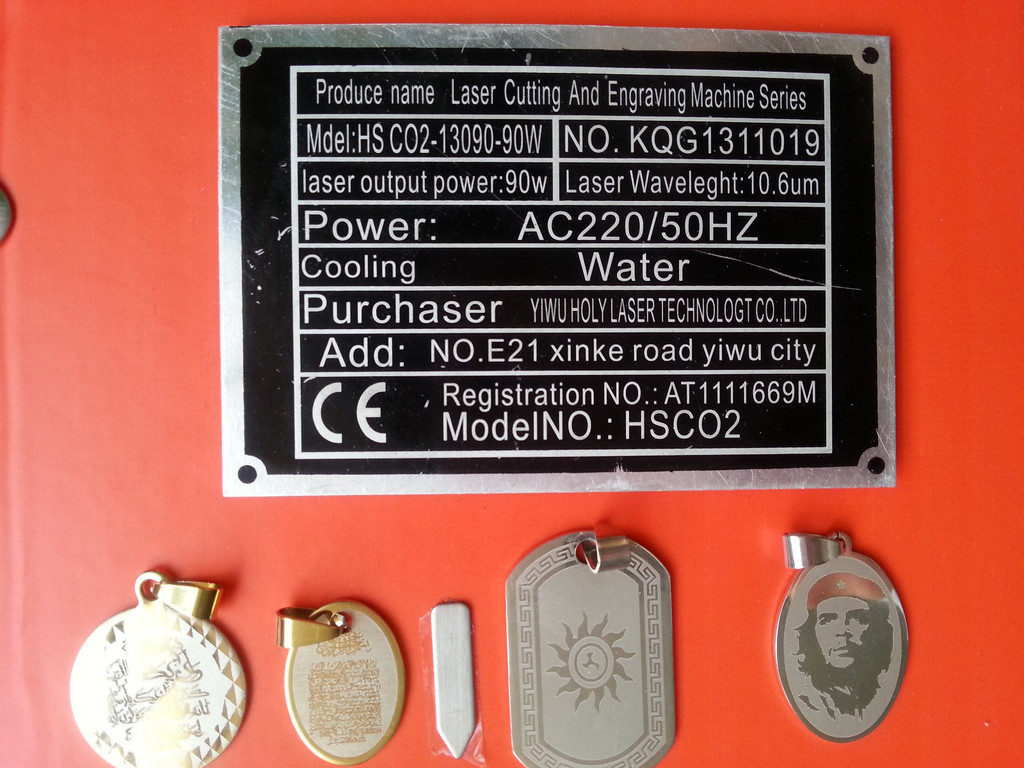 Produce name Laser Cutting And Engraving Machine Series
Mdel:HS CO2-13090-90W NO. KQG1311019
laser output power:90w Laser Waveleght:10.6um
Power: AC220/50HZ
Cooling Water
Purchaser YIWU HOLY LASER TECHNOLOGT CO.,LTD
Add: NO.E21 xinke road yiwu city
CE Registration NO.: AT1111669M
ModelNO.: HSCO2